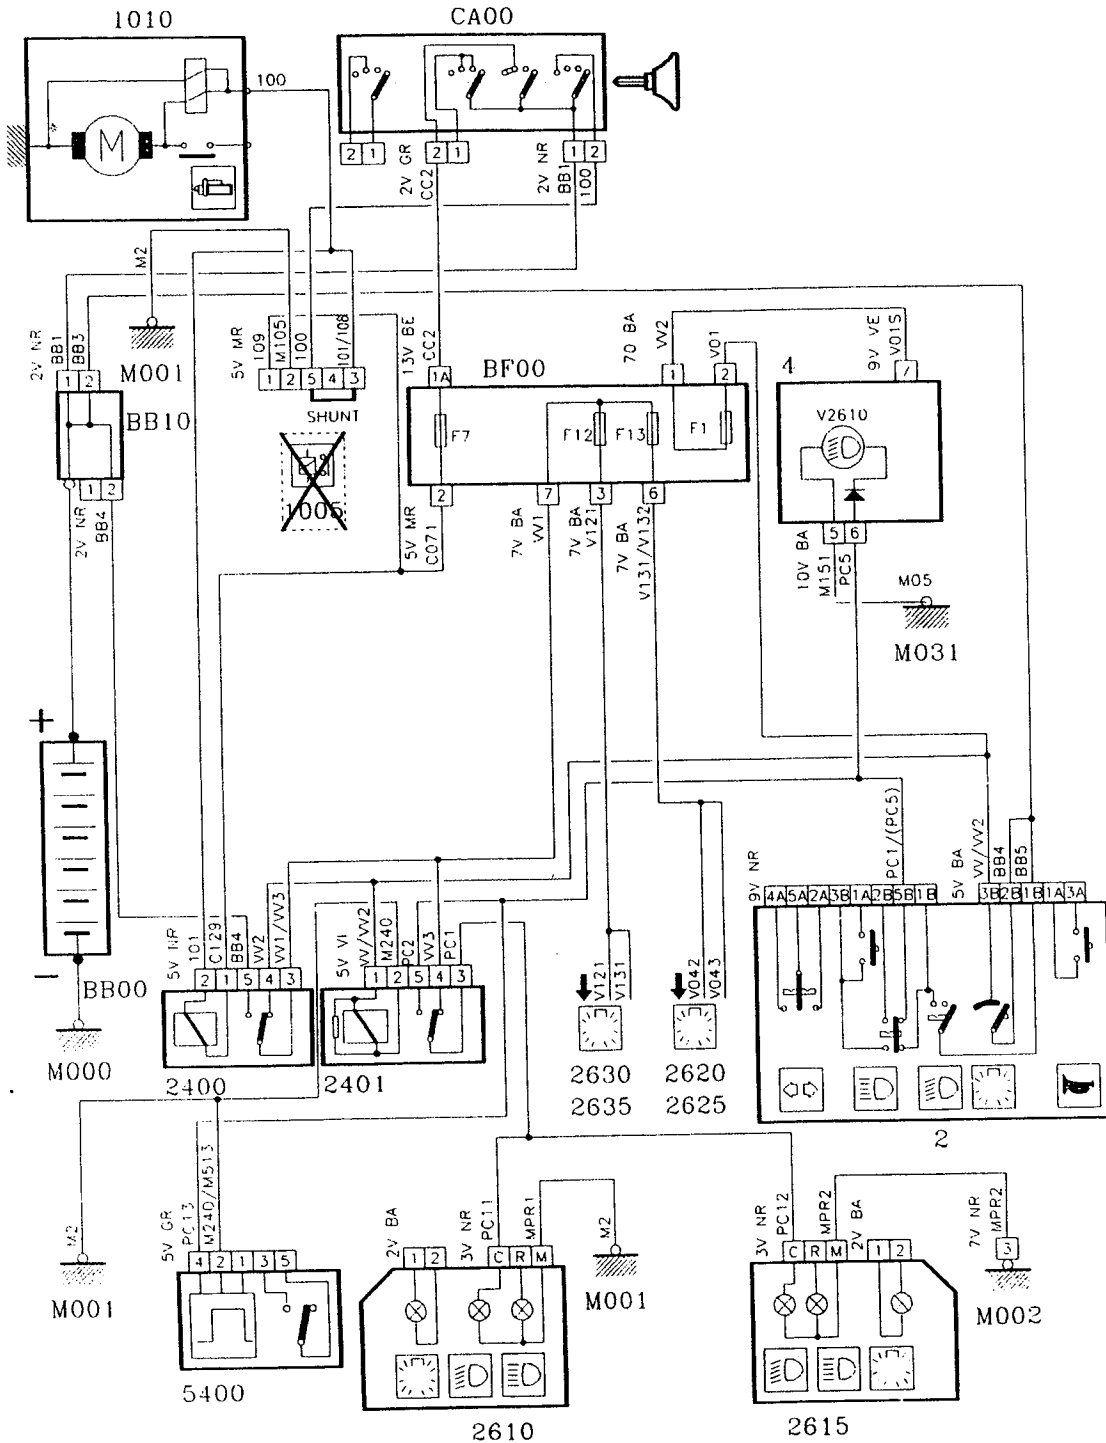 1010
CA00
100
M
2 1
2 1
1 2
2V GR
CC2
2V NR
BB1
100
M2
M001
2V NR
BB1
BB3
1 2
BB10
1 2
2V NR
BB4
5V MR
109
M105
100
101/108
1 2 5 4 3
SHUNT
1005
13V BE
CC2
1A
BF00
70 BA
VV2
V01
1
2
F7
F12
F13
F1
2
7
3
6
5V MR
C071
7V BA
VV1
7V BA
V121
7V BA
V131/V132
9V VE
V01S
4
7
V2610
5 6
10V BA
M151
PC5
M05
M031
+
−
BB00
M000
5V NR
101
C129
BB4
VV2
VV1/VV3
2 1 5 4 3
2400
5V VI
VV/VV2
M240
PC2
VV3
PC1
1 2 5 4 3
2401
V121
V131
2630
2635
V042
V043
2620
2625
9V NR
PC1/(PC5)
4A 5A 2A 3B 1A 2B 5B 1B
5V BA
VV/VV2
BB4
BB5
3B 2B 1B 1A 3A
2
M2
M001
5V GR
PC13
M240/M513
4 2 1 3 5
5400
2V BA
1 2
3V NR
PC11
MPR1
C R M
2610
M2
M001
3V NR
PC12
MPR2
C R M
2V BA
1 2
2615
7V NR
MPR2
3
M002